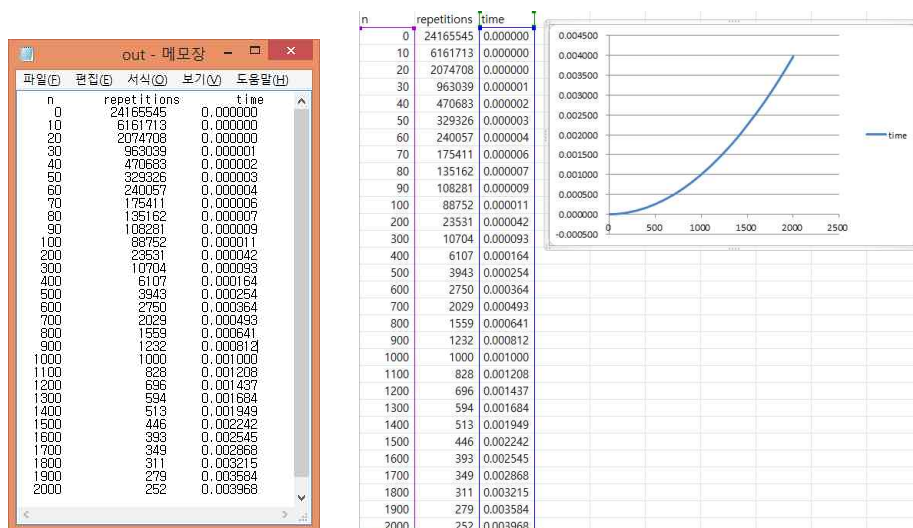 out - 메모장
파일(F) 편집(E) 서식(O) 보기(V) 도움말(H)
n repetitions time
0 24165545 0.000000
10 6161713 0.000000
20 2074708 0.000000
30 963039 0.000001
40 470683 0.000002
50 329326 0.000003
60 240057 0.000004
70 175411 0.000006
80 135162 0.000007
90 108281 0.000009
100 88752 0.000011
200 23531 0.000042
300 10704 0.000093
400 6107 0.000164
500 3943 0.000254
600 2750 0.000364
700 2029 0.000493
800 1559 0.000641
900 1232 0.000812
1000 1000 0.001000
1100 828 0.001208
1200 696 0.001437
1300 594 0.001684
1400 513 0.001949
1500 446 0.002242
1600 393 0.002545
1700 349 0.002868
1800 311 0.003215
1900 279 0.003584
2000 252 0.003968
n repetitions time
0 24165545 0.000000
10 6161713 0.000000
20 2074708 0.000000
30 963039 0.000001
40 470683 0.000002
50 329326 0.000003
60 240057 0.000004
70 175411 0.000006
80 135162 0.000007
90 108281 0.000009
100 88752 0.000011
200 23531 0.000042
300 10704 0.000093
400 6107 0.000164
500 3943 0.000254
600 2750 0.000364
700 2029 0.000493
800 1559 0.000641
900 1232 0.000812
1000 1000 0.001000
1100 828 0.001208
1200 696 0.001437
1300 594 0.001684
1400 513 0.001949
1500 446 0.002242
1600 393 0.002545
1700 349 0.002868
1800 311 0.003215
1900 279 0.003584
2000 252 0.003968
0.004500
0.004000
0.003500
0.003000
0.002500
0.002000
0.001500
0.001000
0.000500
0.000000
-0.000500
0 500 1000 1500 2000 2500
time